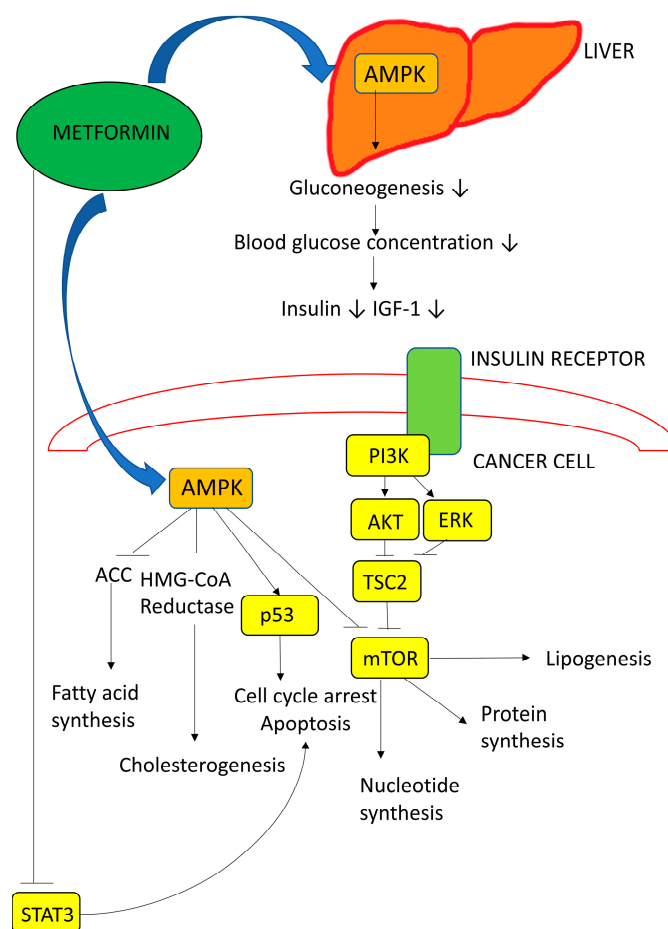 LIVER
AMPK
METFORMIN
Gluconeogenesis ↓
Blood glucose concentration ↓
Insulin ↓ IGF-1 ↓
INSULIN RECEPTOR
PI3K
CANCER CELL
AMPK
AKT
ERK
ACC
HMG-CoA
Reductase
TSC2
p53
mTOR
Lipogenesis
Fatty acid
synthesis
Cell cycle arrest
Apoptosis
Protein
synthesis
Cholesterogenesis
Nucleotide
synthesis
STAT3